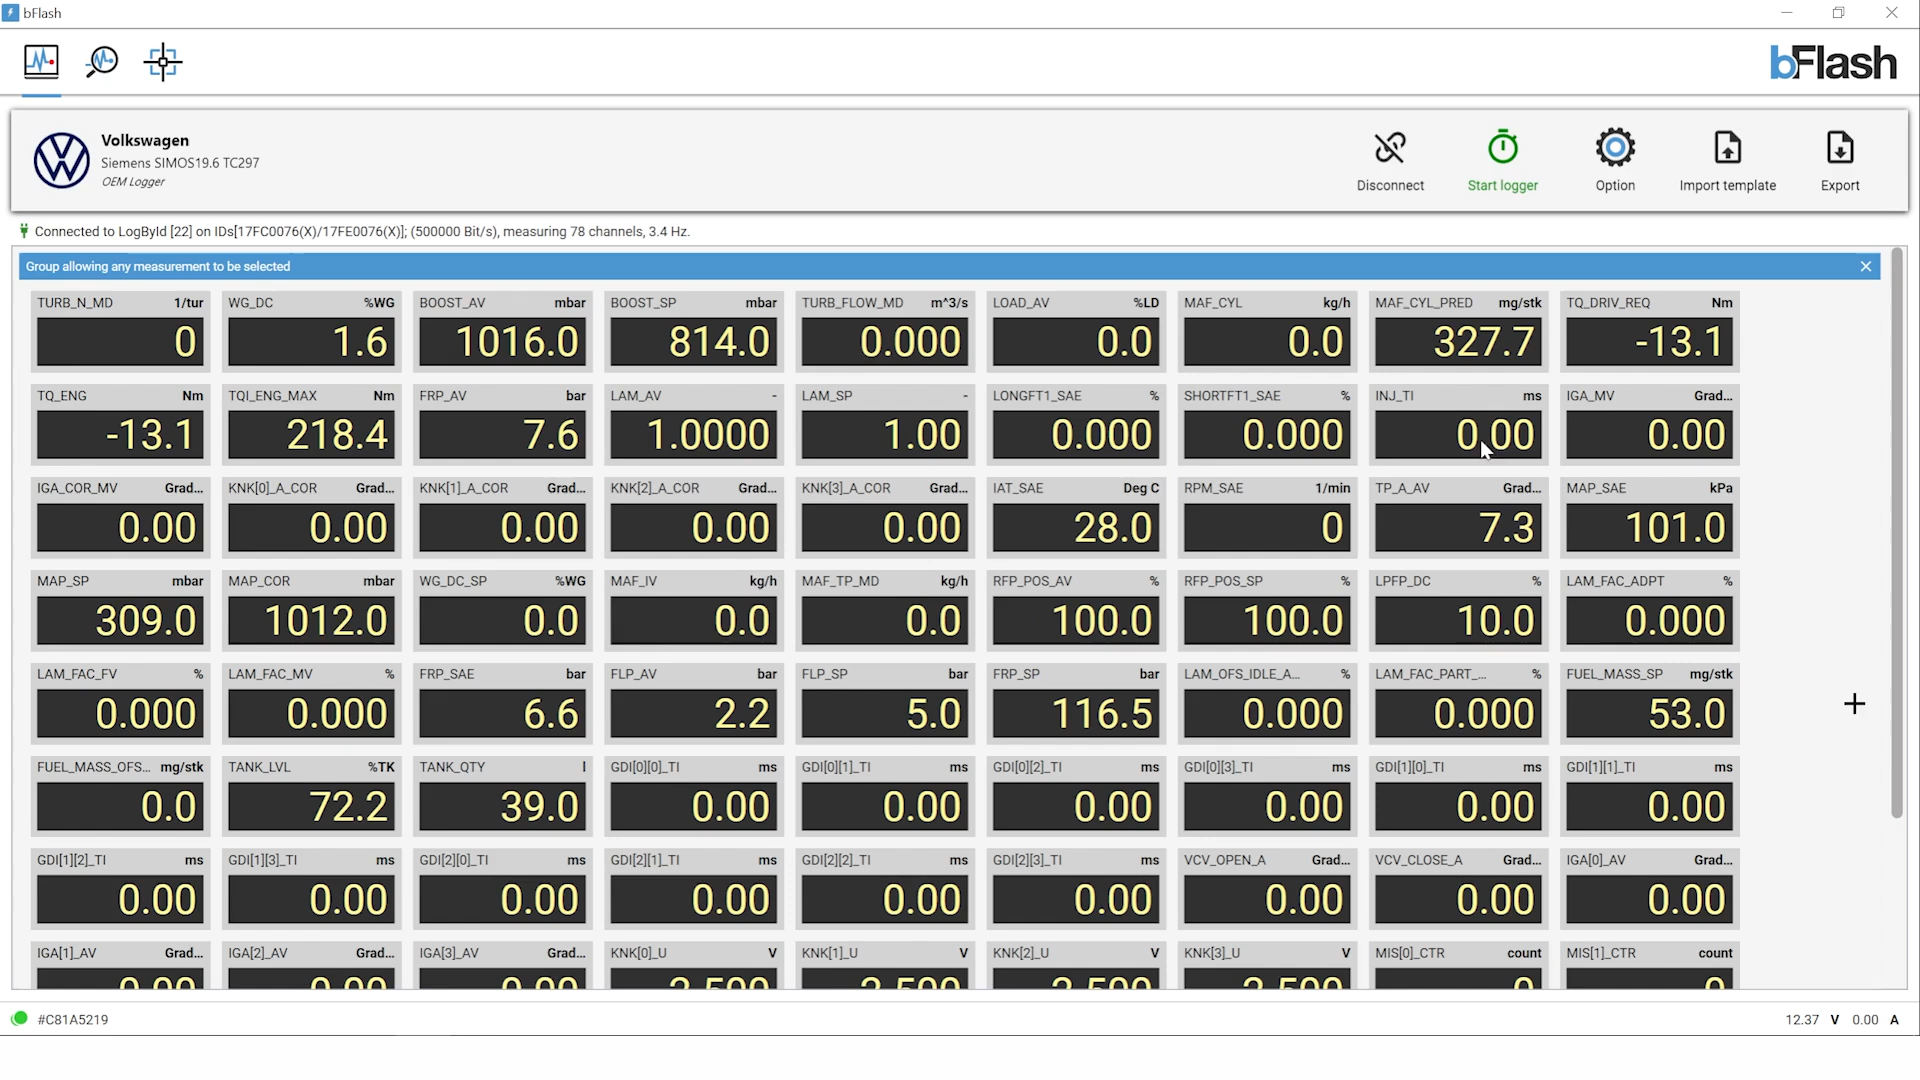 bFlash
bFlash
Volkswagen
Siemens SIMOS19.6 TC297
OEM Logger
Disconnect Start logger Option Import template Export
Connected to LogById [22] on IDs[17FC0076(X)/17FE0076(X)]; (500000 Bit/s), measuring 78 channels, 3.4 Hz.
Group allowing any measurement to be selected
TURB_N_MD 1/tur WG_DC %WG BOOST_AV mbar BOOST_SP mbar TURB_FLOW_MD m^3/s LOAD_AV %LD MAF_CYL kg/h MAF_CYL_PRED mg/stk TQ_DRIV_REQ Nm
0 1.6 1016.0 814.0 0.000 0.0 0.0 327.7 -13.1
TQ_ENG Nm TQI_ENG_MAX Nm FRP_AV bar LAM_AV - LAM_SP - LONGFT1_SAE % SHORTFT1_SAE % INJ_TI ms IGA_MV Grad...
-13.1 218.4 7.6 1.0000 1.00 0.000 0.000 0.00 0.00
IGA_COR_MV Grad... KNK[0]_A_COR Grad... KNK[1]_A_COR Grad... KNK[2]_A_COR Grad... KNK[3]_A_COR Grad... IAT_SAE Deg C RPM_SAE 1/min TP_A_AV Grad... MAP_SAE kPa
0.00 0.00 0.00 0.00 0.00 28.0 0 7.3 101.0
MAP_SP mbar MAP_COR mbar WG_DC_SP %WG MAF_IV kg/h MAF_TP_MD kg/h RFP_POS_AV % RFP_POS_SP % LPFP_DC % LAM_FAC_ADPT %
309.0 1012.0 0.0 0.0 0.0 100.0 100.0 10.0 0.000
LAM_FAC_FV % LAM_FAC_MV % FRP_SAE bar FLP_AV bar FLP_SP bar FRP_SP bar LAM_OFS_IDLE_A... % LAM_FAC_PART_... % FUEL_MASS_SP mg/stk
0.000 0.000 6.6 2.2 5.0 116.5 0.000 0.000 53.0
FUEL_MASS_OFS... mg/stk TANK_LVL %TK TANK_QTY l GDI[0][0]_TI ms GDI[0][1]_TI ms GDI[0][2]_TI ms GDI[0][3]_TI ms GDI[1][0]_TI ms GDI[1][1]_TI ms
0.0 72.2 39.0 0.00 0.00 0.00 0.00 0.00 0.00
GDI[1][2]_TI ms GDI[1][3]_TI ms GDI[2][0]_TI ms GDI[2][1]_TI ms GDI[2][2]_TI ms GDI[2][3]_TI ms VCV_OPEN_A Grad... VCV_CLOSE_A Grad... IGA[0]_AV Grad...
0.00 0.00 0.00 0.00 0.00 0.00 0.00 0.00 0.00
IGA[1]_AV Grad... IGA[2]_AV Grad... IGA[3]_AV Grad... KNK[0]_U V KNK[1]_U V KNK[2]_U V KNK[3]_U V MIS[0]_CTR count MIS[1]_CTR count
#C81A5219 12.37 V 0.00 A